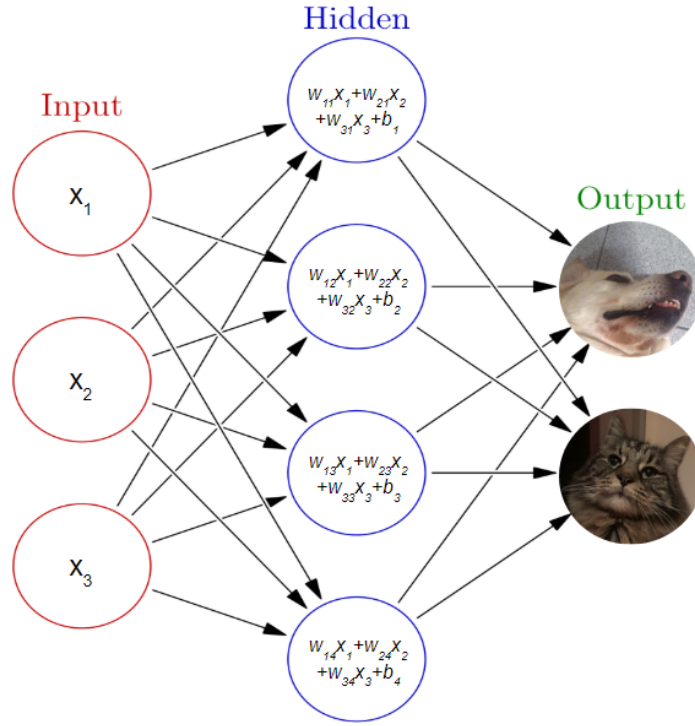 Hidden
Input
Output
x₁
x₂
x₃
w₁₁x₁+w₂₁x₂
+w₃₁x₃+b₁
w₁₂x₁+w₂₂x₂
+w₃₂x₃+b₂
w₁₃x₁+w₂₃x₂
+w₃₃x₃+b₃
w₁₄x₁+w₂₄x₂
+w₃₄x₃+b₄